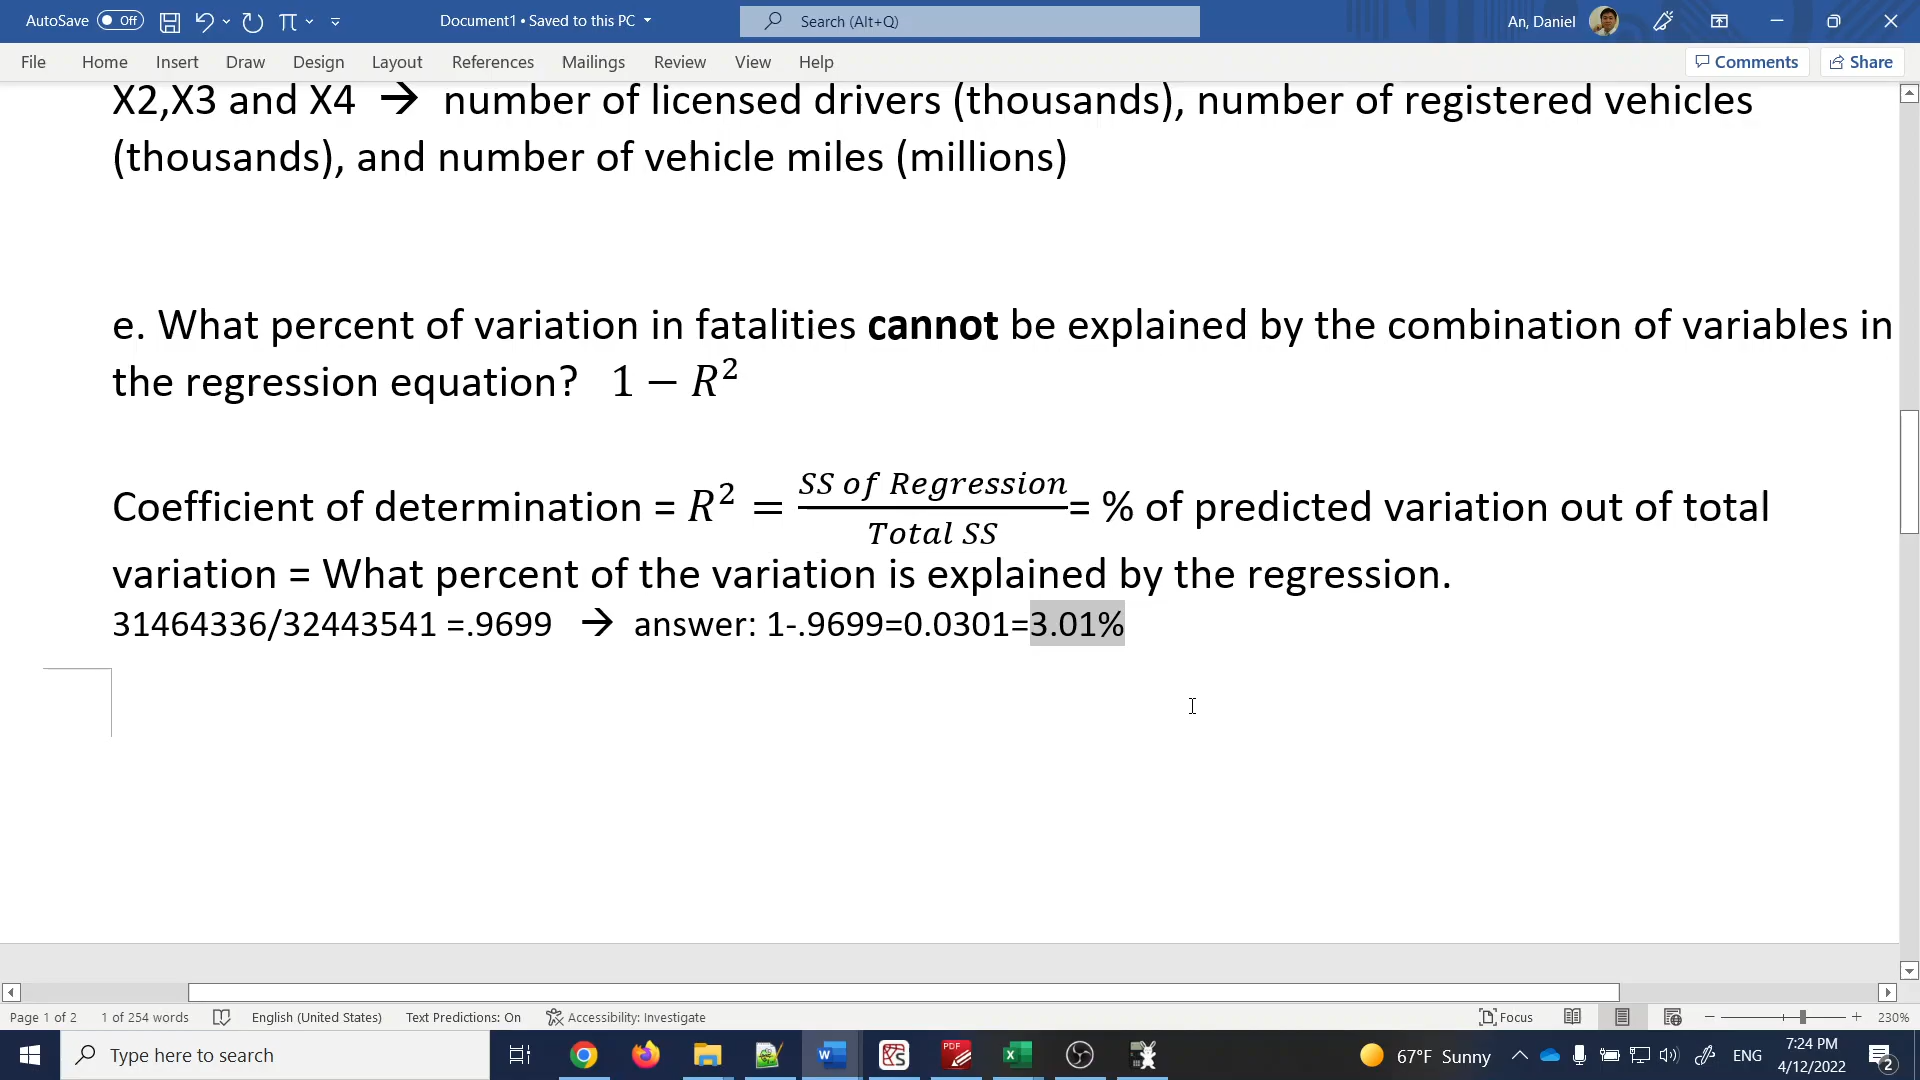 AutoSave Off Document1 • Saved to this PC Search (Alt+Q) An, Daniel
File Home Insert Draw Design Layout References Mailings Review View Help Comments Share
X2,X3 and X4 → number of licensed drivers (thousands), number of registered vehicles
(thousands), and number of vehicle miles (millions)
e. What percent of variation in fatalities cannot be explained by the combination of variables in
the regression equation? 1 − R²
Coefficient of determination = R² = SS of Regression / Total SS = % of predicted variation out of total
variation = What percent of the variation is explained by the regression.
31464336/32443541 =.9699 → answer: 1-.9699=0.0301=3.01%
Page 1 of 2 1 of 254 words English (United States) Text Predictions: On Accessibility: Investigate Focus 230%
Type here to search 67°F Sunny ENG 7:24 PM
4/12/2022 2